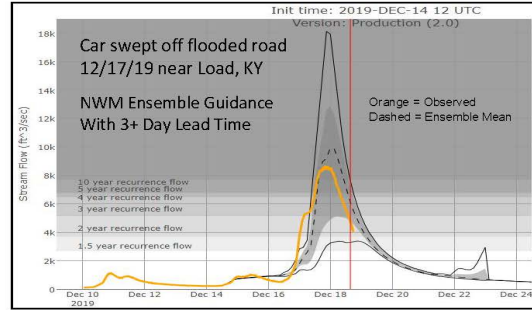 Init time: 2019-DEC-14 12 UTC
Version: Production (2.0)
Car swept off flooded road
12/17/19 near Load, KY
NWM Ensemble Guidance
With 3+ Day Lead Time
Orange = Observed
Dashed = Ensemble Mean
Stream Flow (ft^3/sec)
18k
16k
14k
12k
10k
8k
6k
4k
2k
0
10 year recurrence flow
5 year recurrence flow
4 year recurrence flow
3 year recurrence flow
2 year recurrence flow
1.5 year recurrence flow
Dec 10
2019
Dec 12
Dec 14
Dec 16
Dec 18
Dec 20
Dec 22
Dec 24